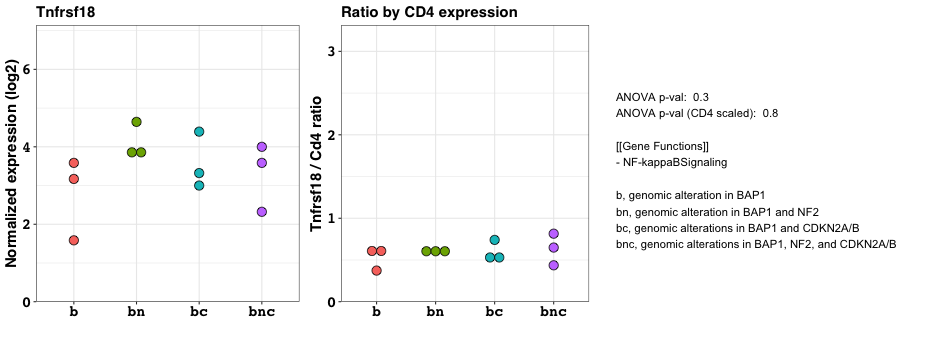 Tnfrsf18
Normalized expression (log2)
6
4
2
0
b bn bc bnc
Ratio by CD4 expression
Tnfrsf18 / Cd4 ratio
3
2
1
0
b bn bc bnc
ANOVA p-val: 0.3
ANOVA p-val (CD4 scaled): 0.8
[[Gene Functions]]
- NF-kappaBSignaling
b, genomic alteration in BAP1
bn, genomic alteration in BAP1 and NF2
bc, genomic alterations in BAP1 and CDKN2A/B
bnc, genomic alterations in BAP1, NF2, and CDKN2A/B